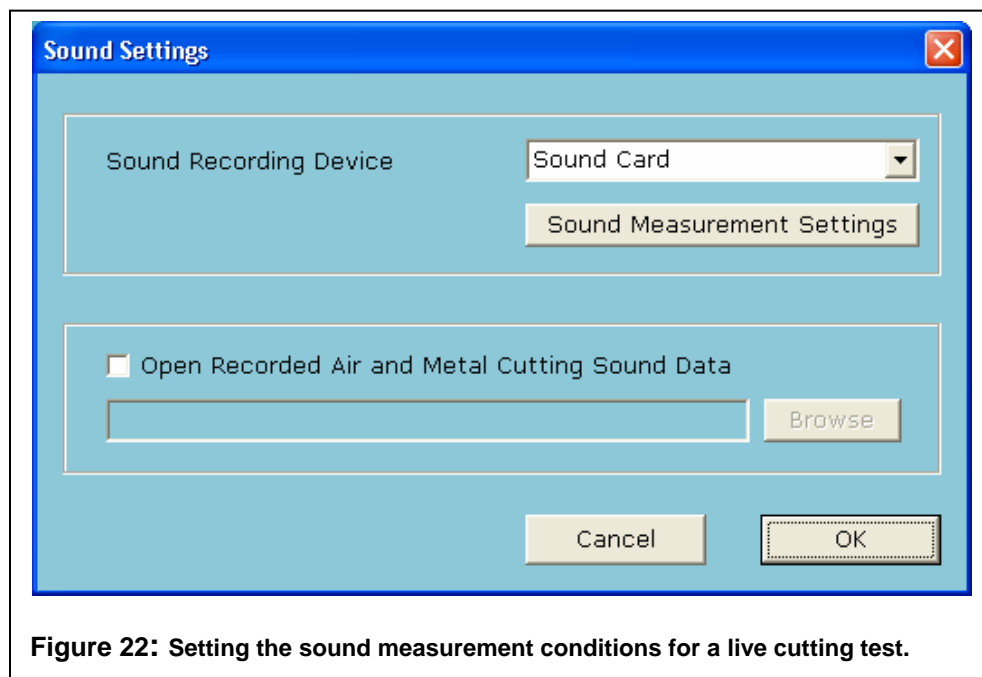 Sound Settings
Sound Recording Device
Sound Card
Sound Measurement Settings
Open Recorded Air and Metal Cutting Sound Data
Browse
Cancel
OK
Figure 22: Setting the sound measurement conditions for a live cutting test.